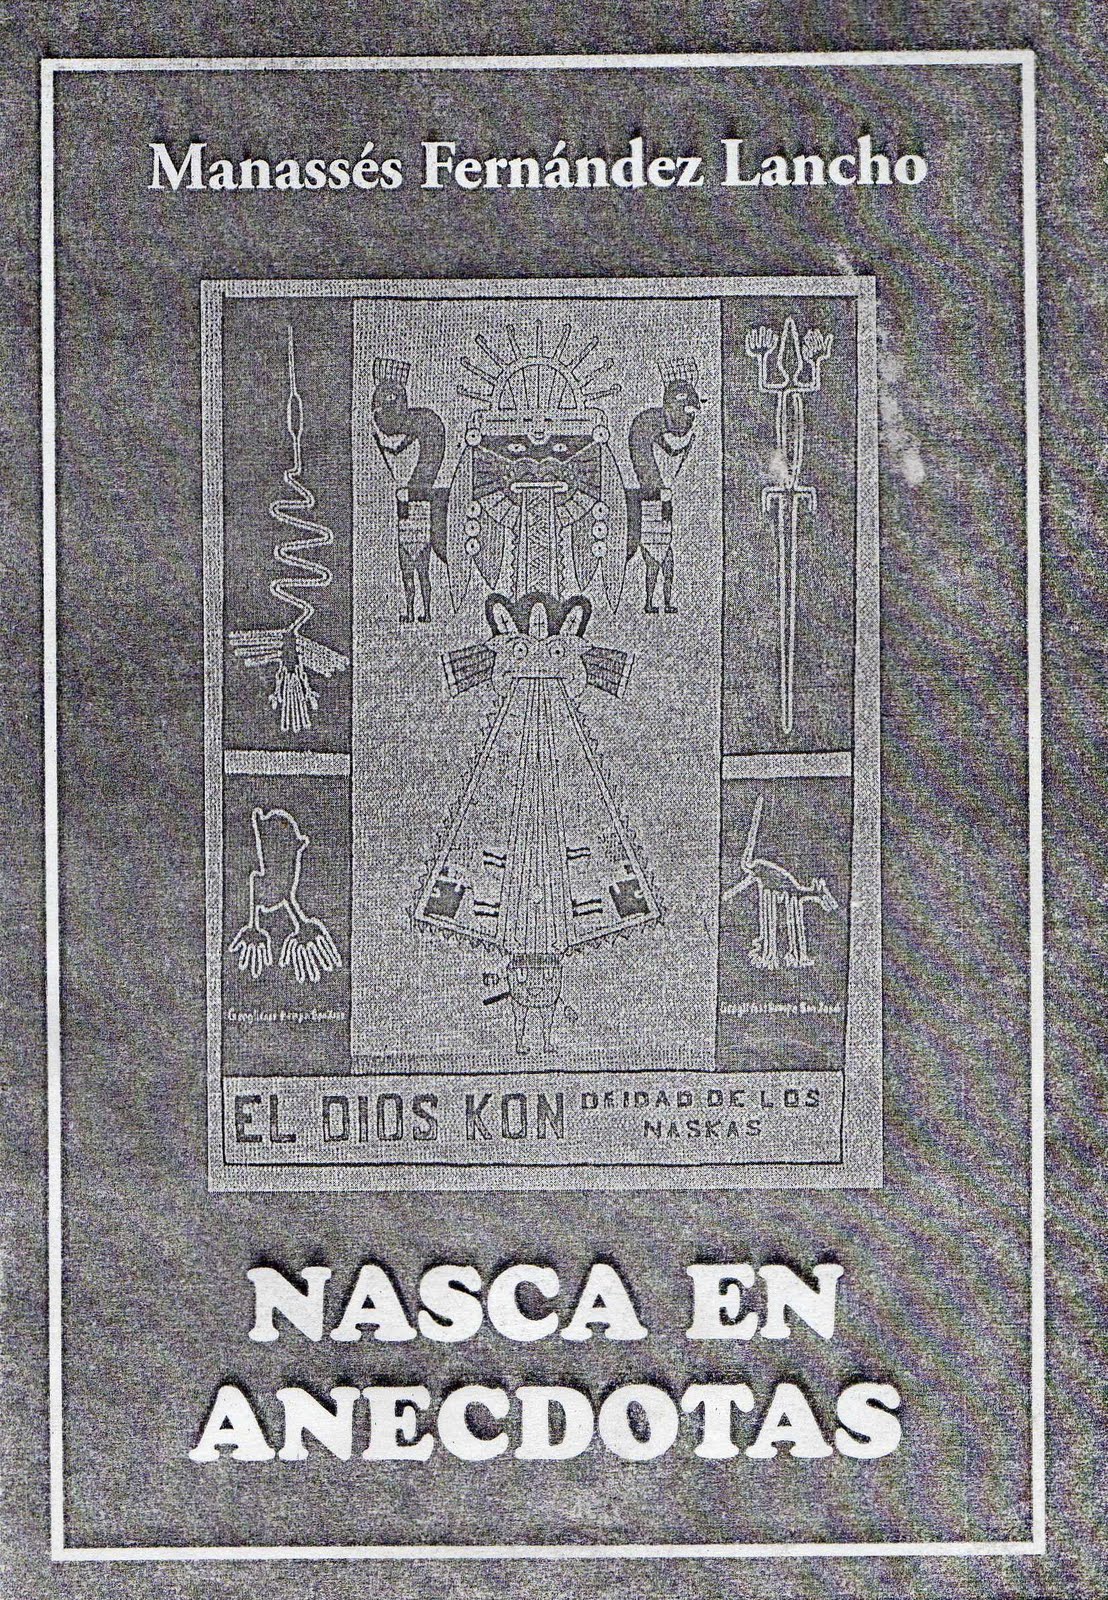 Manassés Fernández Lancho
EL DIOS KON DEIDAD DE LOS
NASKAS
NASCA EN
ANECDOTAS